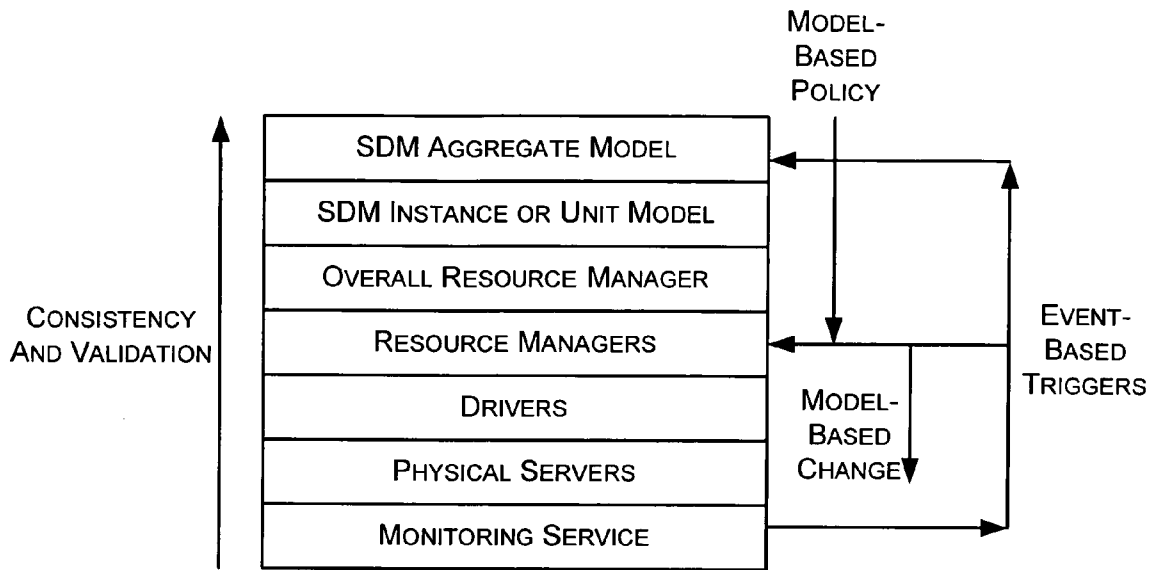 MODEL-
BASED
POLICY
SDM AGGREGATE MODEL
SDM INSTANCE OR UNIT MODEL
OVERALL RESOURCE MANAGER
CONSISTENCY
AND VALIDATION
RESOURCE MANAGERS
EVENT-
BASED
TRIGGERS
DRIVERS
MODEL-
BASED
CHANGE
PHYSICAL SERVERS
MONITORING SERVICE